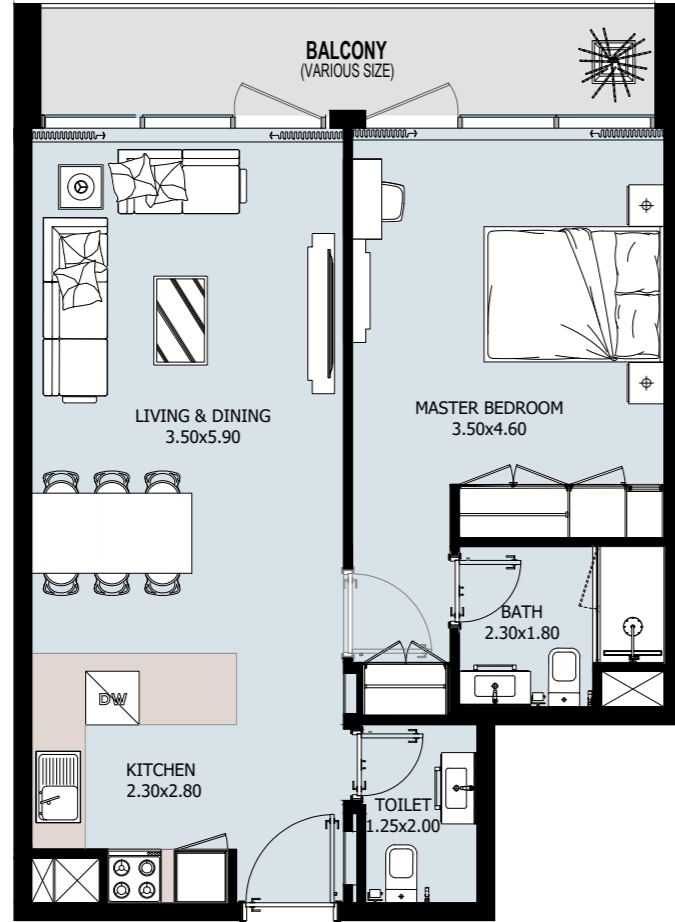 BALCONY
(VARIOUS SIZE)
LIVING & DINING
3.50x5.90
MASTER BEDROOM
3.50x4.60
BATH
2.30x1.80
DW
KITCHEN
2.30x2.80
TOILET
1.25x2.00